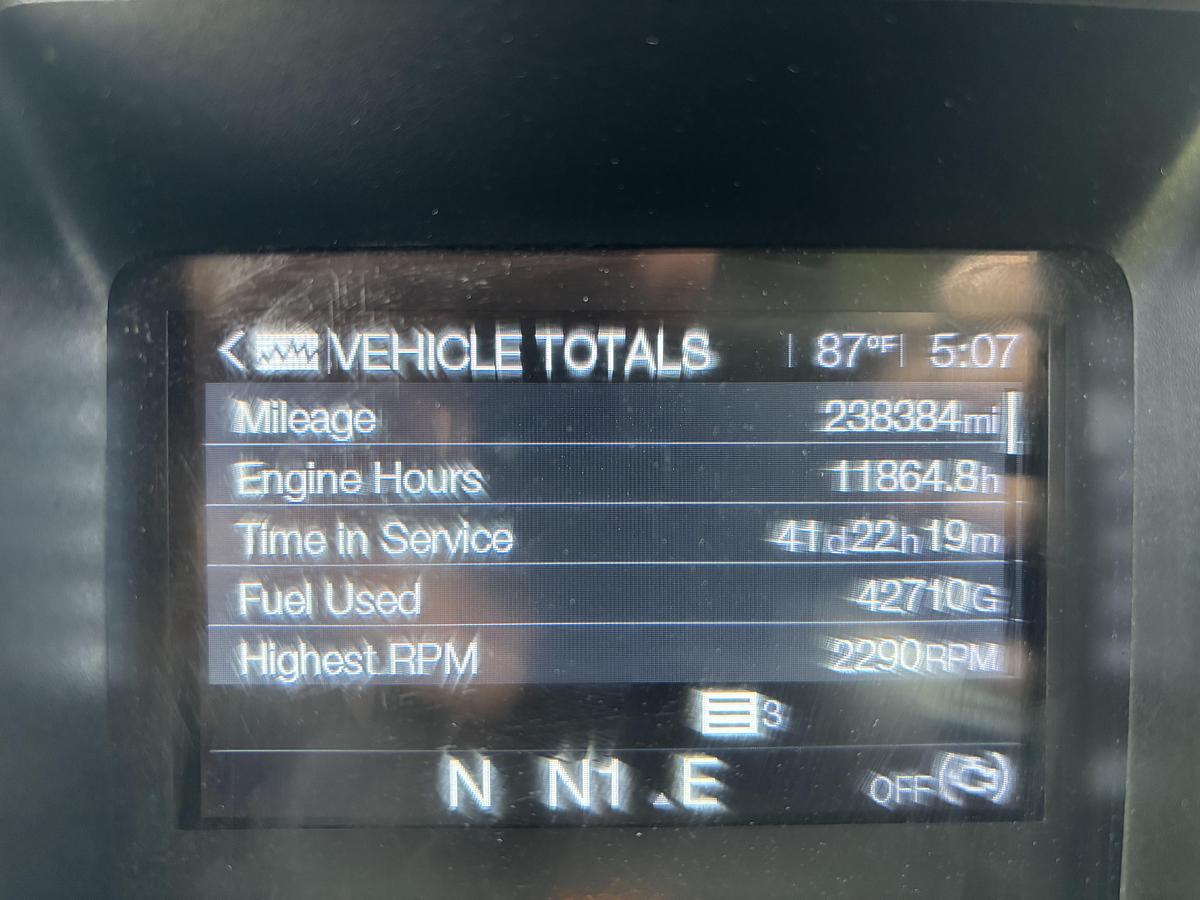 VEHICLE TOTALS 87°F 5:07
Mileage 238384mi
Engine Hours 11864.8h
Time in Service 41d22h19m
Fuel Used 42710G
Highest RPM 2290RPM
3
N N1 E OFF